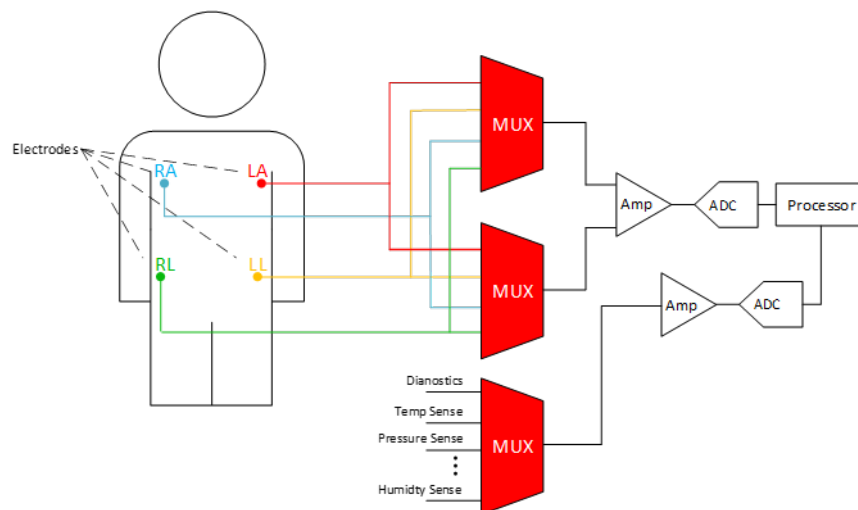 Electrodes
RA
LA
RL
LL
MUX
MUX
Amp
ADC
Processor
Amp
ADC
Dianostics
Temp Sense
Pressure Sense
Humidty Sense
MUX